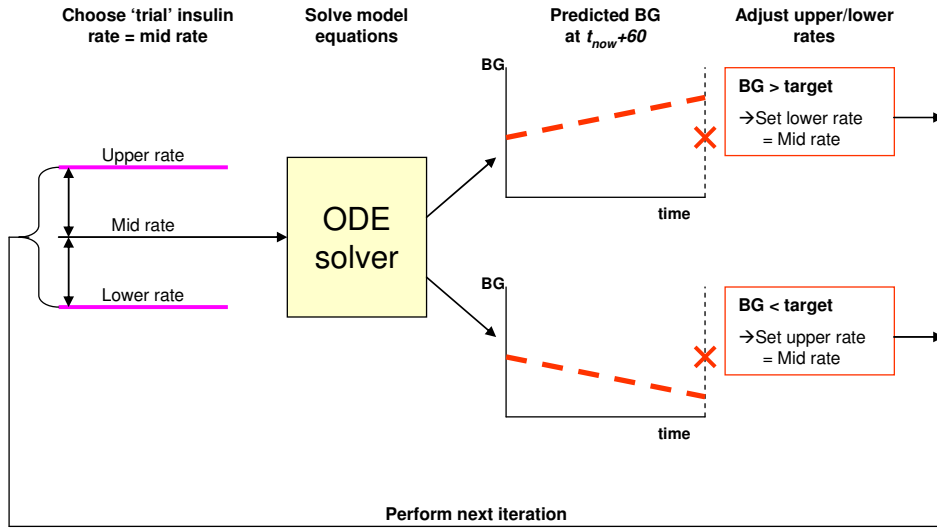 Choose ‘trial’ insulin
rate = mid rate
Solve model
equations
Predicted BG
at tnow+60
Adjust upper/lower
rates
Upper rate
Mid rate
Lower rate
ODE
solver
BG
time
BG > target
→Set lower rate
= Mid rate
BG
time
BG < target
→Set upper rate
= Mid rate
Perform next iteration